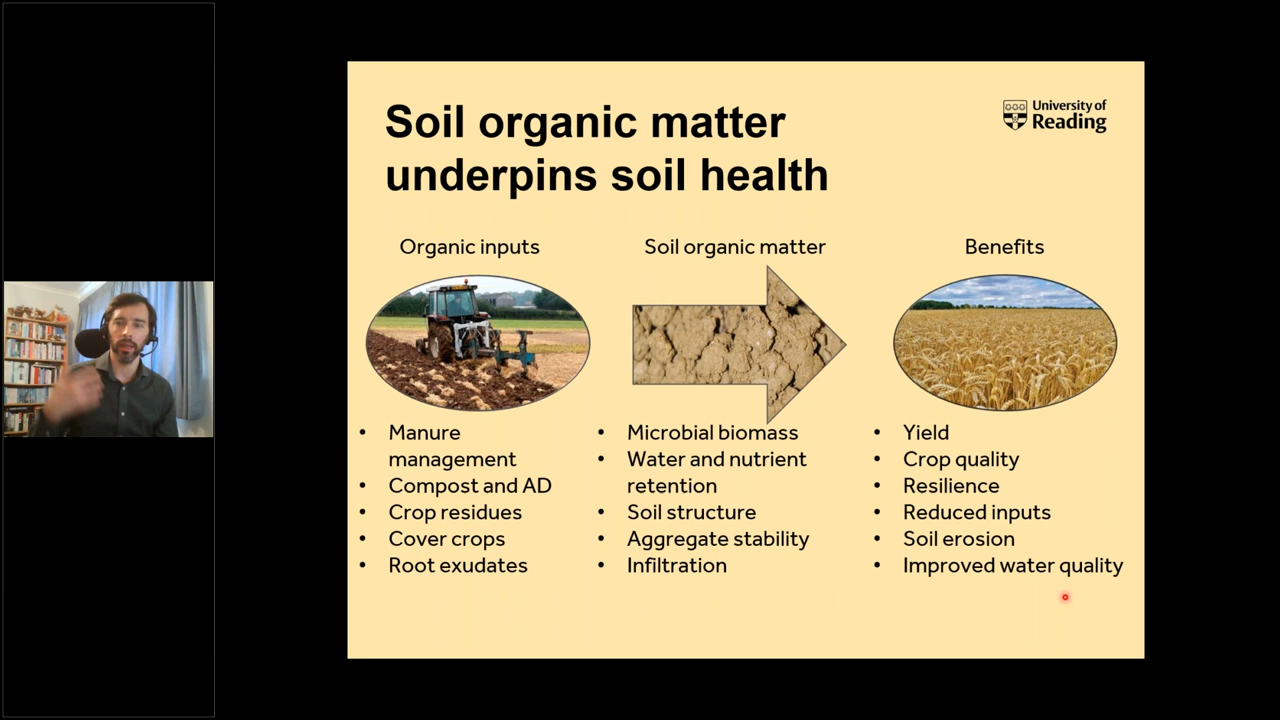 Soil organic matter
underpins soil health
University of
Reading
Organic inputs
Soil organic matter
Benefits
• Manure
management
• Compost and AD
• Crop residues
• Cover crops
• Root exudates
• Microbial biomass
• Water and nutrient
retention
• Soil structure
• Aggregate stability
• Infiltration
• Yield
• Crop quality
• Resilience
• Reduced inputs
• Soil erosion
• Improved water quality